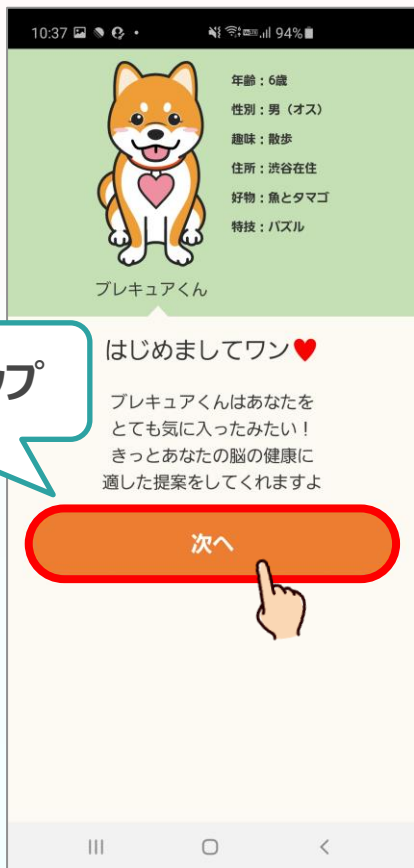 10:37
94%
年齢：6歳
性別：男（オス）
趣味：散歩
住所：渋谷在住
好物：魚とタマゴ
特技：パズル
ブレキュアくん
はじめましてワン♥
ップ
ブレキュアくんはあなたを
とても気に入ったみたい！
きっとあなたの脳の健康に
適した提案をしてくれますよ
次へ